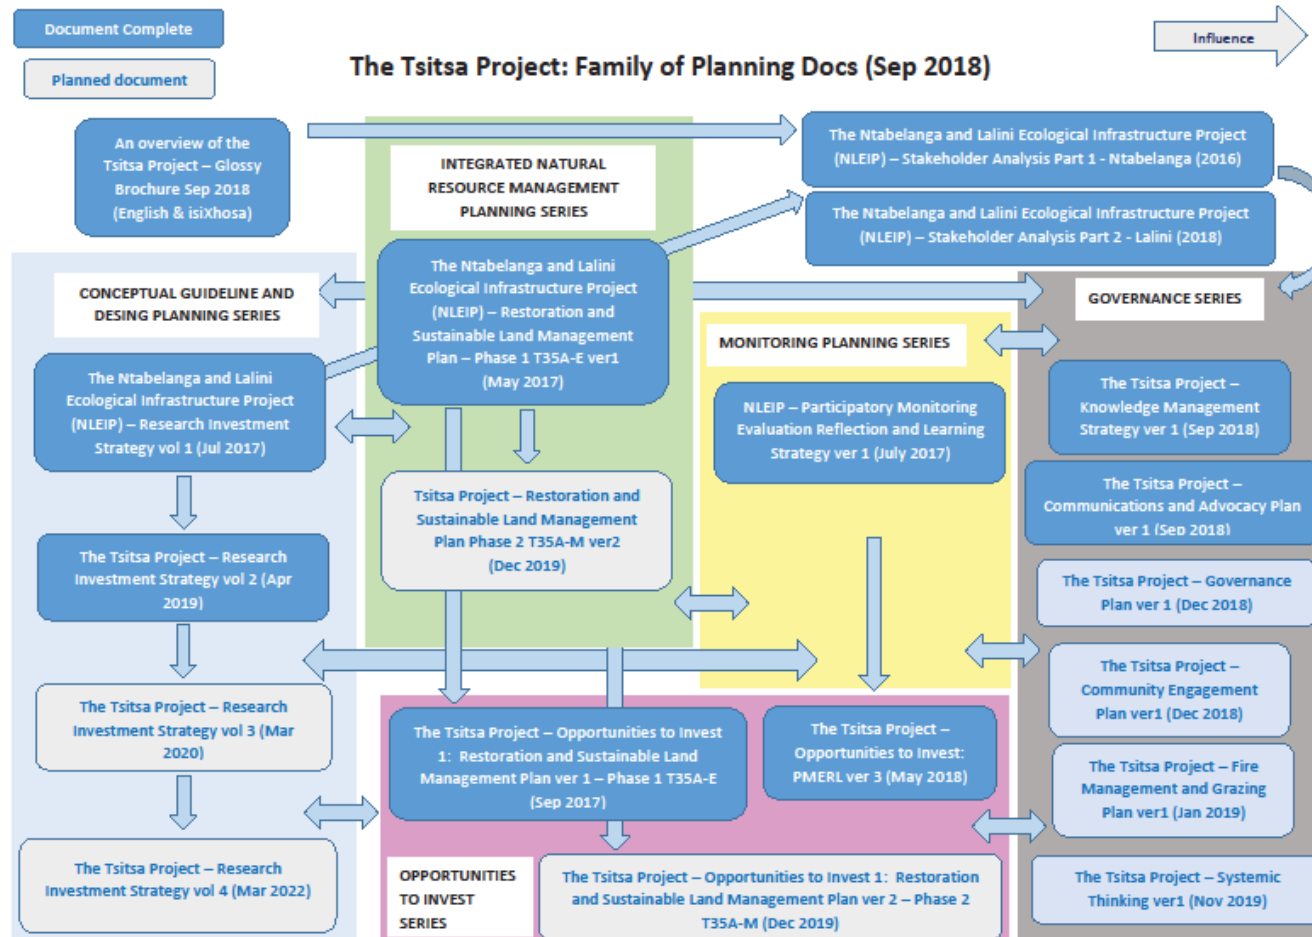 Document Complete
Planned document
Influence
The Tsitsa Project: Family of Planning Docs (Sep 2018)
An overview of the
Tsitsa Project – Glossy
Brochure Sep 2018
(English & isiXhosa)
INTEGRATED NATURAL
RESOURCE MANAGEMENT
PLANNING SERIES
The Ntabelanga and Lalini Ecological Infrastructure Project
(NLEIP) – Stakeholder Analysis Part 1 - Ntabelanga (2016)
The Ntabelanga and Lalini Ecological Infrastructure Project
(NLEIP) – Stakeholder Analysis Part 2 - Lalini (2018)
CONCEPTUAL GUIDELINE AND
DESING PLANNING SERIES
The Ntabelanga and Lalini
Ecological Infrastructure Project
(NLEIP) – Research Investment
Strategy vol 1 (Jul 2017)
The Tsitsa Project – Research
Investment Strategy vol 2 (Apr
2019)
The Tsitsa Project – Research
Investment Strategy vol 3 (Mar
2020)
The Tsitsa Project – Research
Investment Strategy vol 4 (Mar 2022)
The Ntabelanga and Lalini
Ecological Infrastructure Project
(NLEIP) – Restoration and
Sustainable Land Management
Plan – Phase 1 T35A-E ver1
(May 2017)
Tsitsa Project – Restoration and
Sustainable Land Management
Plan Phase 2 T35A-M ver2
(Dec 2019)
MONITORING PLANNING SERIES
NLEIP – Participatory Monitoring
Evaluation Reflection and Learning
Strategy ver 1 (July 2017)
GOVERNANCE SERIES
The Tsitsa Project –
Knowledge Management
Strategy ver 1 (Sep 2018)
The Tsitsa Project –
Communications and Advocacy Plan
ver 1 (Sep 2018)
The Tsitsa Project – Governance
Plan ver 1 (Dec 2018)
The Tsitsa Project –
Community Engagement
Plan ver1 (Dec 2018)
The Tsitsa Project – Fire
Management and Grazing
Plan ver1 (Jan 2019)
The Tsitsa Project – Systemic
Thinking ver1 (Nov 2019)
The Tsitsa Project – Opportunities to Invest
1: Restoration and Sustainable Land
Management Plan ver 1 – Phase 1 T35A-E
(Sep 2017)
The Tsitsa Project –
Opportunities to Invest:
PMERL ver 3 (May 2018)
OPPORTUNITIES
TO INVEST
SERIES
The Tsitsa Project – Opportunities to Invest 1: Restoration
and Sustainable Land Management Plan ver 2 – Phase 2
T35A-M (Dec 2019)